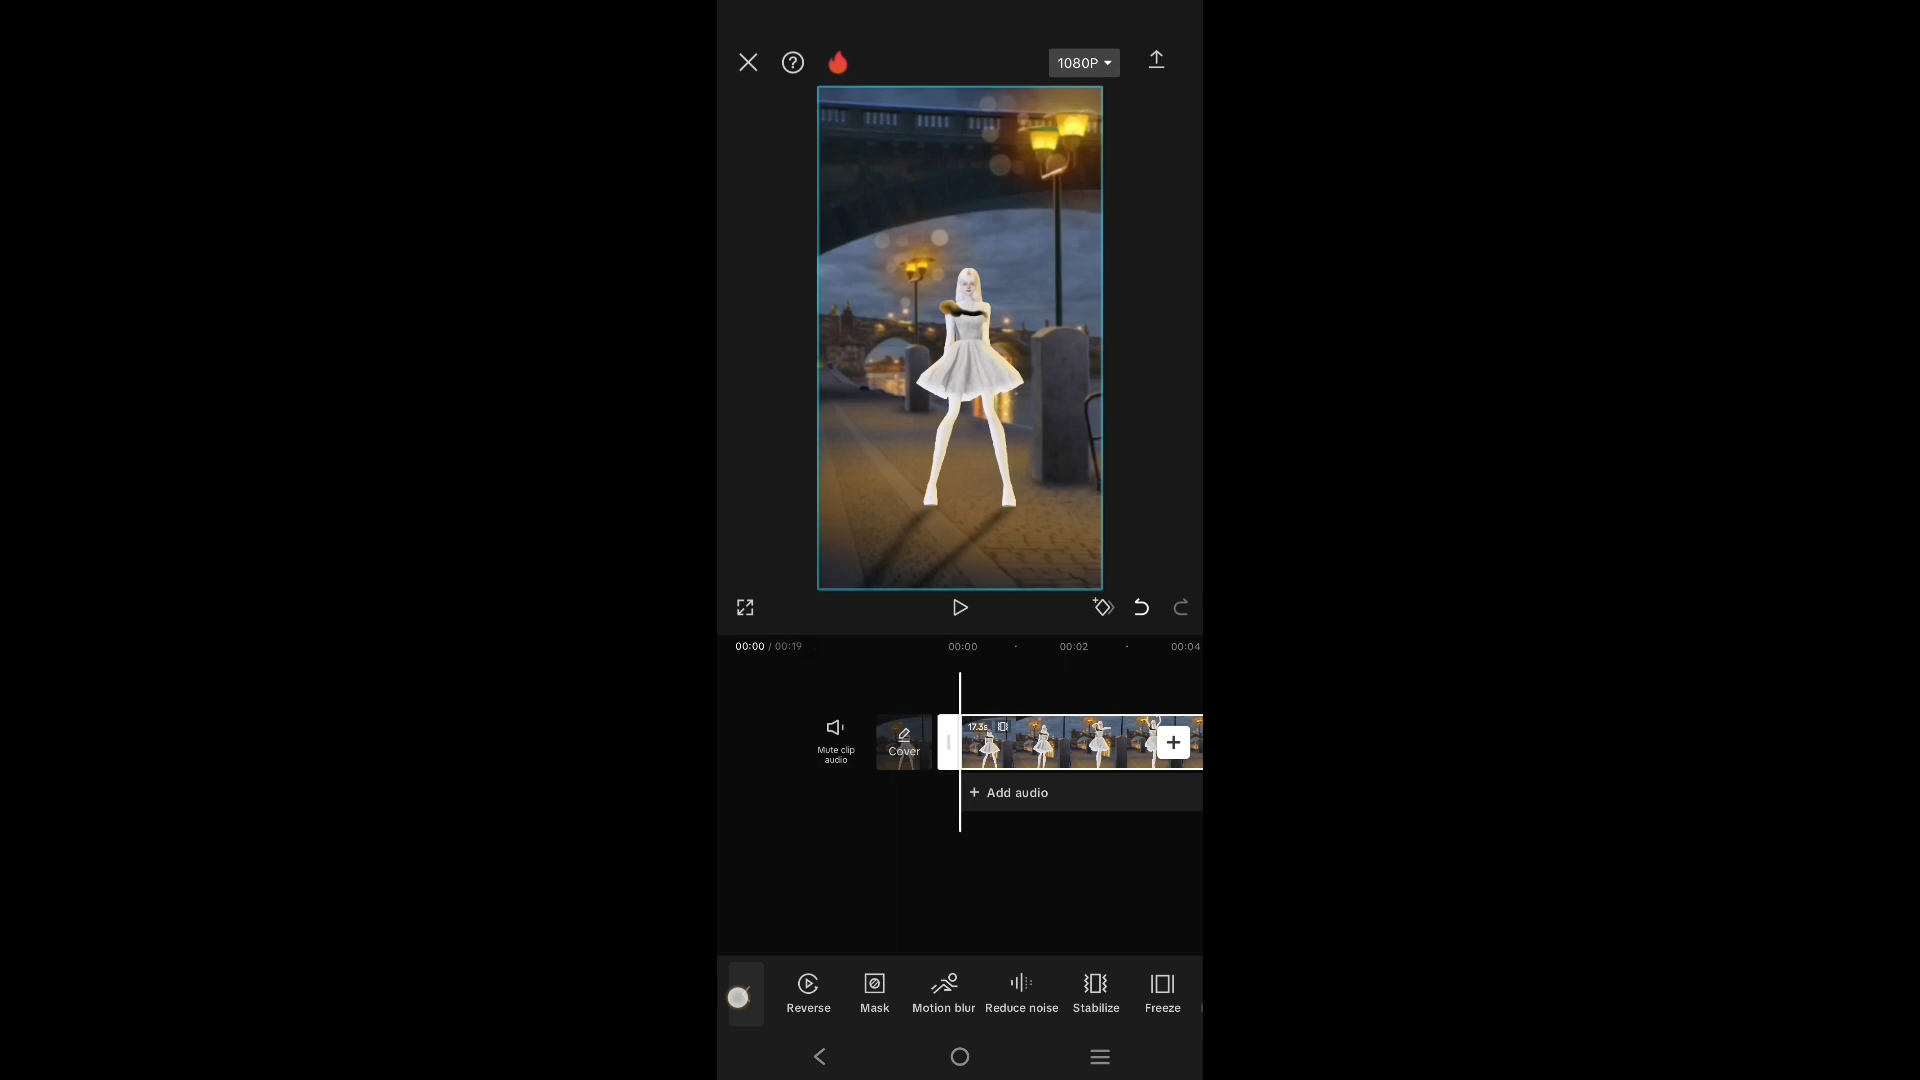 1080P
00:00 / 00:19
00:00
00:02
00:04
Mute clip
audio
Cover
17.3s
+ Add audio
Reverse
Mask
Motion blur
Reduce noise
Stabilize
Freeze